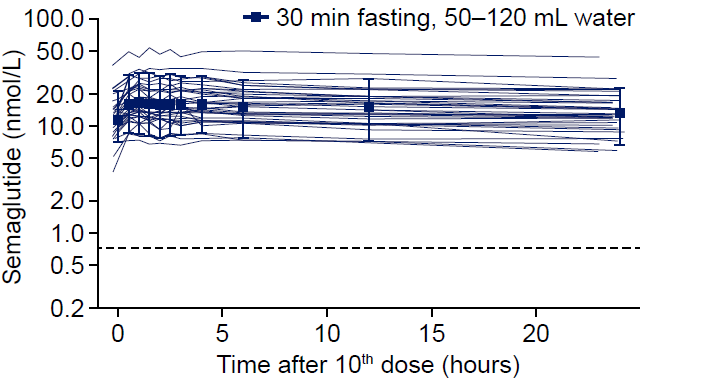 30 min fasting, 50–120 mL water
Semaglutide (nmol/L)
100.0
50.0
20.0
10.0
5.0
2.0
1.0
0.5
0.2
0 5 10 15 20
Time after 10th dose (hours)